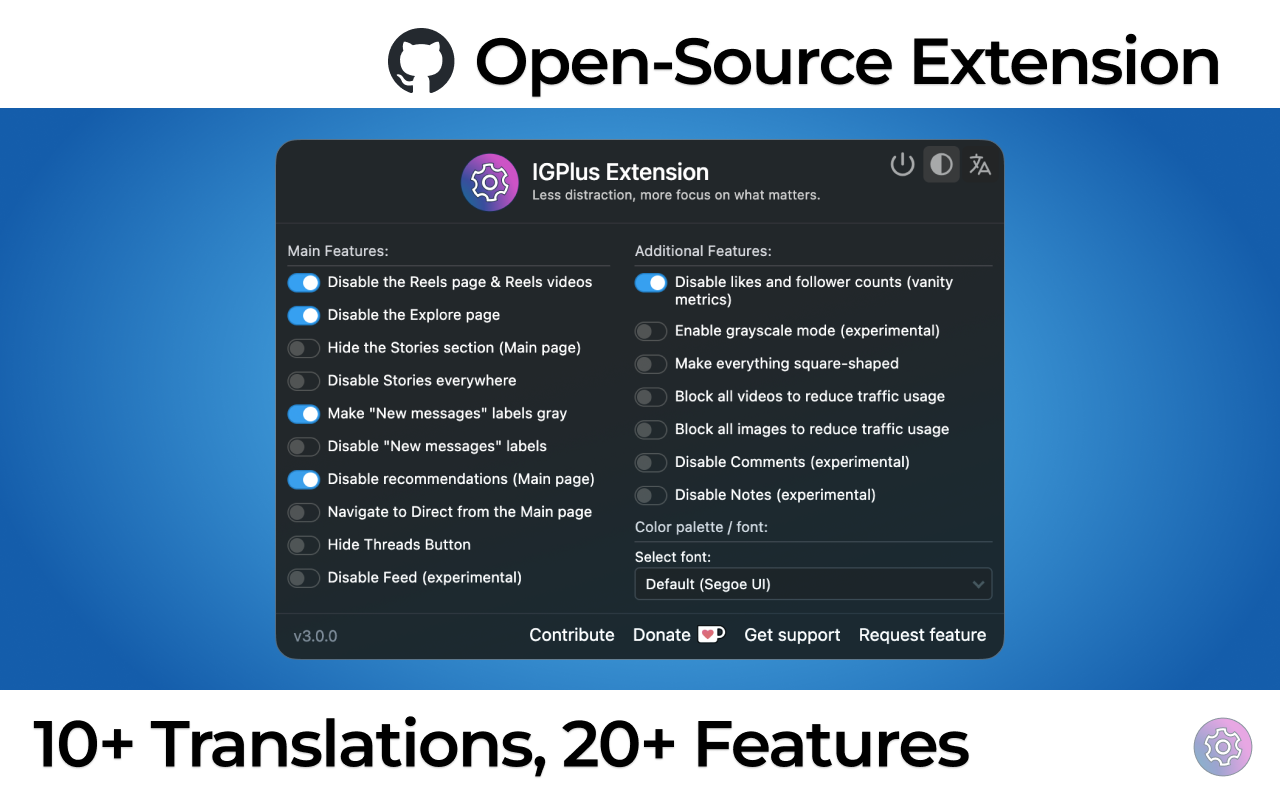 Open-Source Extension
IGPlus Extension
Less distraction, more focus on what matters.
Main Features:
Disable the Reels page & Reels videos
Disable the Explore page
Hide the Stories section (Main page)
Disable Stories everywhere
Make "New messages" labels gray
Disable "New messages" labels
Disable recommendations (Main page)
Navigate to Direct from the Main page
Hide Threads Button
Disable Feed (experimental)
Additional Features:
Disable likes and follower counts (vanity
metrics)
Enable grayscale mode (experimental)
Make everything square-shaped
Block all videos to reduce traffic usage
Block all images to reduce traffic usage
Disable Comments (experimental)
Disable Notes (experimental)
Color palette / font:
Select font:
Default (Segoe UI)
v3.0.0
Contribute
Donate
Get support
Request feature
10+ Translations, 20+ Features